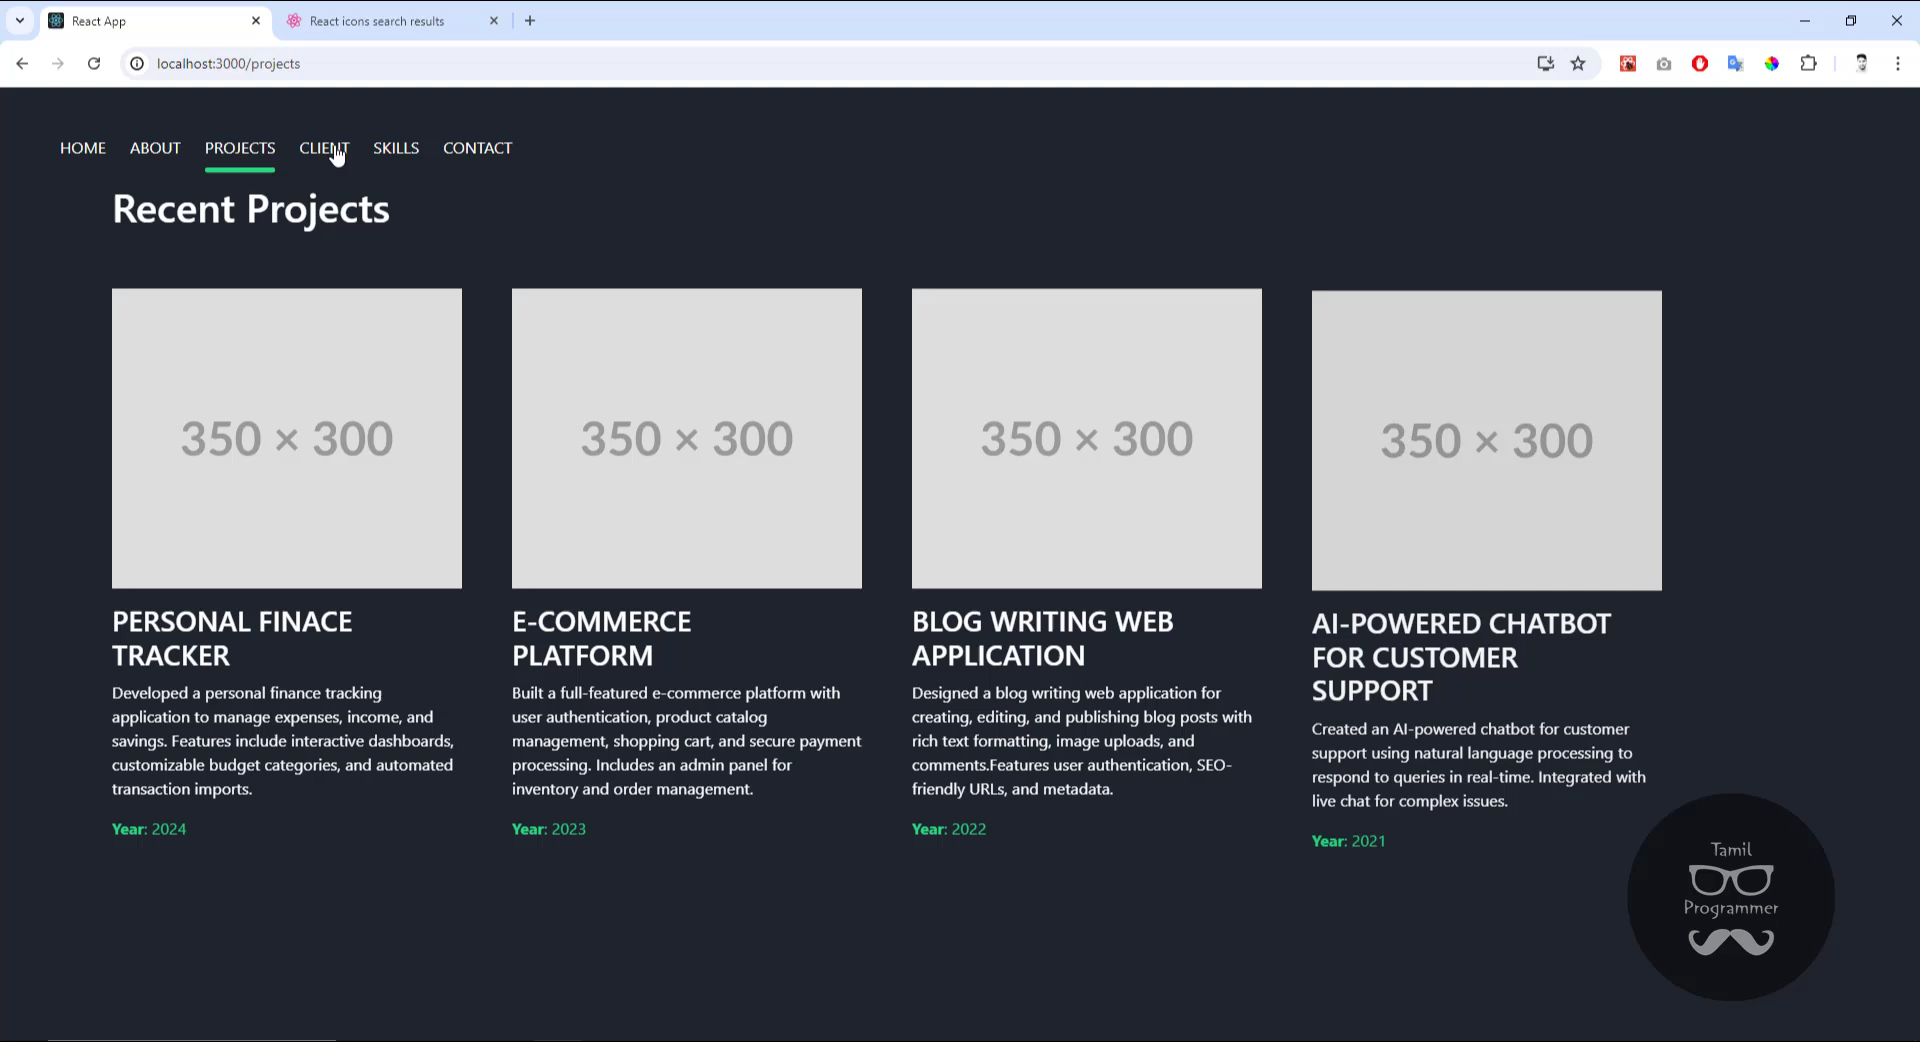 React App
React icons search results
localhost:3000/projects
HOME ABOUT PROJECTS CLIENT SKILLS CONTACT
Recent Projects
350 × 300
PERSONAL FINACE
TRACKER
Developed a personal finance tracking
application to manage expenses, income, and
savings. Features include interactive dashboards,
customizable budget categories, and automated
transaction imports.
Year: 2024
350 × 300
E-COMMERCE
PLATFORM
Built a full-featured e-commerce platform with
user authentication, product catalog
management, shopping cart, and secure payment
processing. Includes an admin panel for
inventory and order management.
Year: 2023
350 × 300
BLOG WRITING WEB
APPLICATION
Designed a blog writing web application for
creating, editing, and publishing blog posts with
rich text formatting, image uploads, and
comments.Features user authentication, SEO-
friendly URLs, and metadata.
Year: 2022
350 × 300
AI-POWERED CHATBOT
FOR CUSTOMER
SUPPORT
Created an AI-powered chatbot for customer
support using natural language processing to
respond to queries in real-time. Integrated with
live chat for complex issues.
Year: 2021
Tamil
Programmer